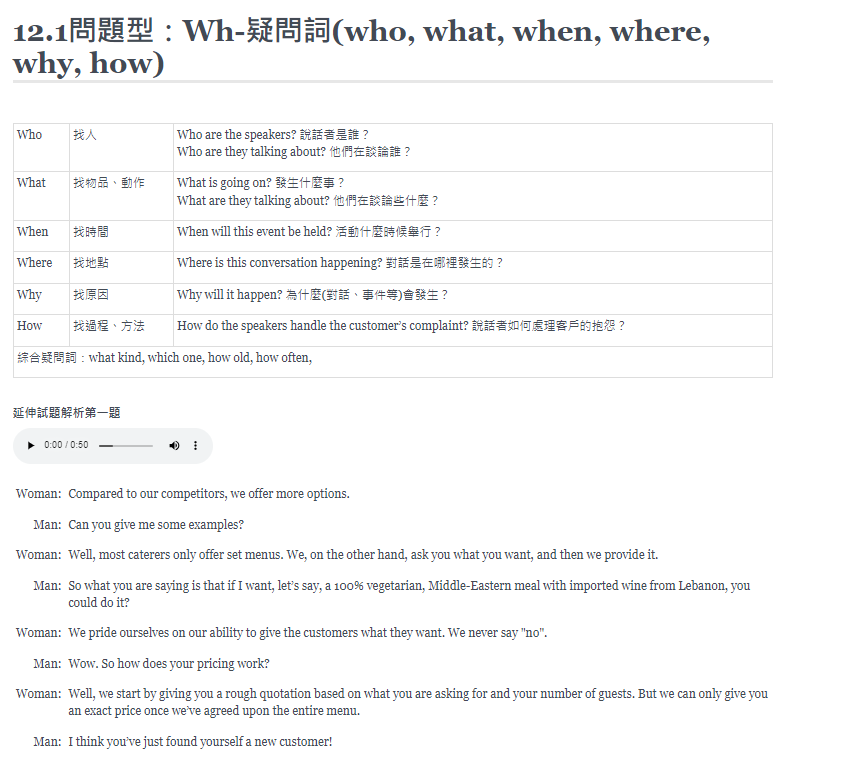 12.1問題型：Wh-疑問詞(who, what, when, where,
why, how)
Who 找人 Who are the speakers? 說話者是誰？
Who are they talking about? 他們在談論誰？
What 找物品、動作 What is going on? 發生什麼事？
What are they talking about? 他們在談論些什麼？
When 找時間 When will this event be held? 活動什麼時候舉行？
Where 找地點 Where is this conversation happening? 對話是在哪裡發生的？
Why 找原因 Why will it happen? 為什麼(對話、事件等)會發生？
How 找過程、方法 How do the speakers handle the customer's complaint? 說話者如何處理客戶的抱怨？
綜合疑問詞：what kind, which one, how old, how often,
延伸試題解析第一題
0:00 / 0:50
Woman: Compared to our competitors, we offer more options.
Man: Can you give me some examples?
Woman: Well, most caterers only offer set menus. We, on the other hand, ask you what you want, and then we provide it.
Man: So what you are saying is that if I want, let's say, a 100% vegetarian, Middle-Eastern meal with imported wine from Lebanon, you
could do it?
Woman: We pride ourselves on our ability to give the customers what they want. We never say "no".
Man: Wow. So how does your pricing work?
Woman: Well, we start by giving you a rough quotation based on what you are asking for and your number of guests. But we can only give you
an exact price once we've agreed upon the entire menu.
Man: I think you've just found yourself a new customer!